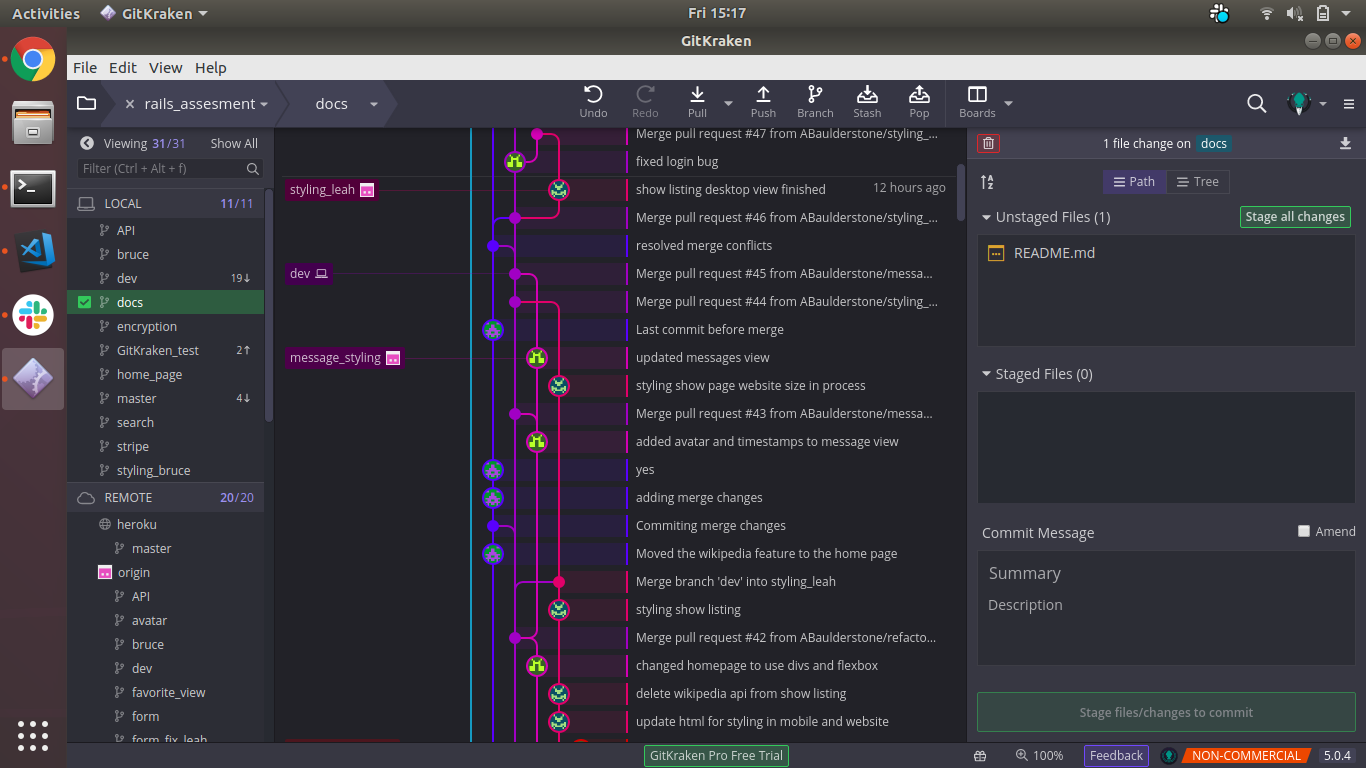 Activities
GitKraken
Fri 15:17
GitKraken
File Edit View Help
rails_assesment
docs
Undo
Redo
Pull
Push
Branch
Stash
Pop
Boards
Viewing 31/31 Show All
Filter (Ctrl + Alt + f)
LOCAL 11/11
API
bruce
dev 19↓
docs
encryption
GitKraken_test 2↑
home_page
master 4↓
search
stripe
styling_bruce
REMOTE 20/20
heroku
master
origin
API
avatar
bruce
dev
favorite_view
form
form_fix_leah
styling_leah
dev
message_styling
Merge pull request #47 from ABaulderstone/styling_...
fixed login bug
show listing desktop view finished 12 hours ago
Merge pull request #46 from ABaulderstone/styling_...
resolved merge conflicts
Merge pull request #45 from ABaulderstone/messa...
Merge pull request #44 from ABaulderstone/styling_...
Last commit before merge
updated messages view
styling show page website size in process
Merge pull request #43 from ABaulderstone/messa...
added avatar and timestamps to message view
yes
adding merge changes
Commiting merge changes
Moved the wikipedia feature to the home page
Merge branch 'dev' into styling_leah
styling show listing
Merge pull request #42 from ABaulderstone/refacto...
changed homepage to use divs and flexbox
delete wikipedia api from show listing
update html for styling in mobile and website
1 file change on docs
Path
Tree
Unstaged Files (1)
Stage all changes
README.md
Staged Files (0)
Commit Message
Amend
Summary
Description
Stage files/changes to commit
GitKraken Pro Free Trial
100%
Feedback
NON-COMMERCIAL
5.0.4